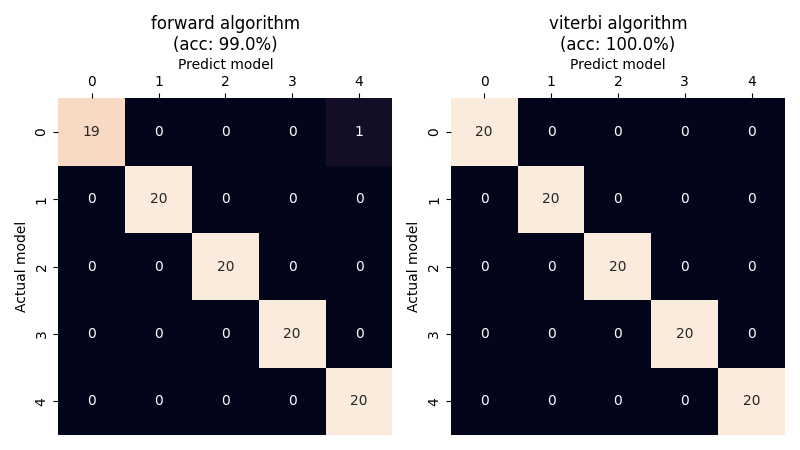 forward algorithm
(acc: 99.0%)
Predict model
0 1 2 3 4
Actual model
0 19 0 0 0 1
1 0 20 0 0 0
2 0 0 20 0 0
3 0 0 0 20 0
4 0 0 0 0 20
viterbi algorithm
(acc: 100.0%)
Predict model
0 1 2 3 4
Actual model
0 20 0 0 0 0
1 0 20 0 0 0
2 0 0 20 0 0
3 0 0 0 20 0
4 0 0 0 0 20